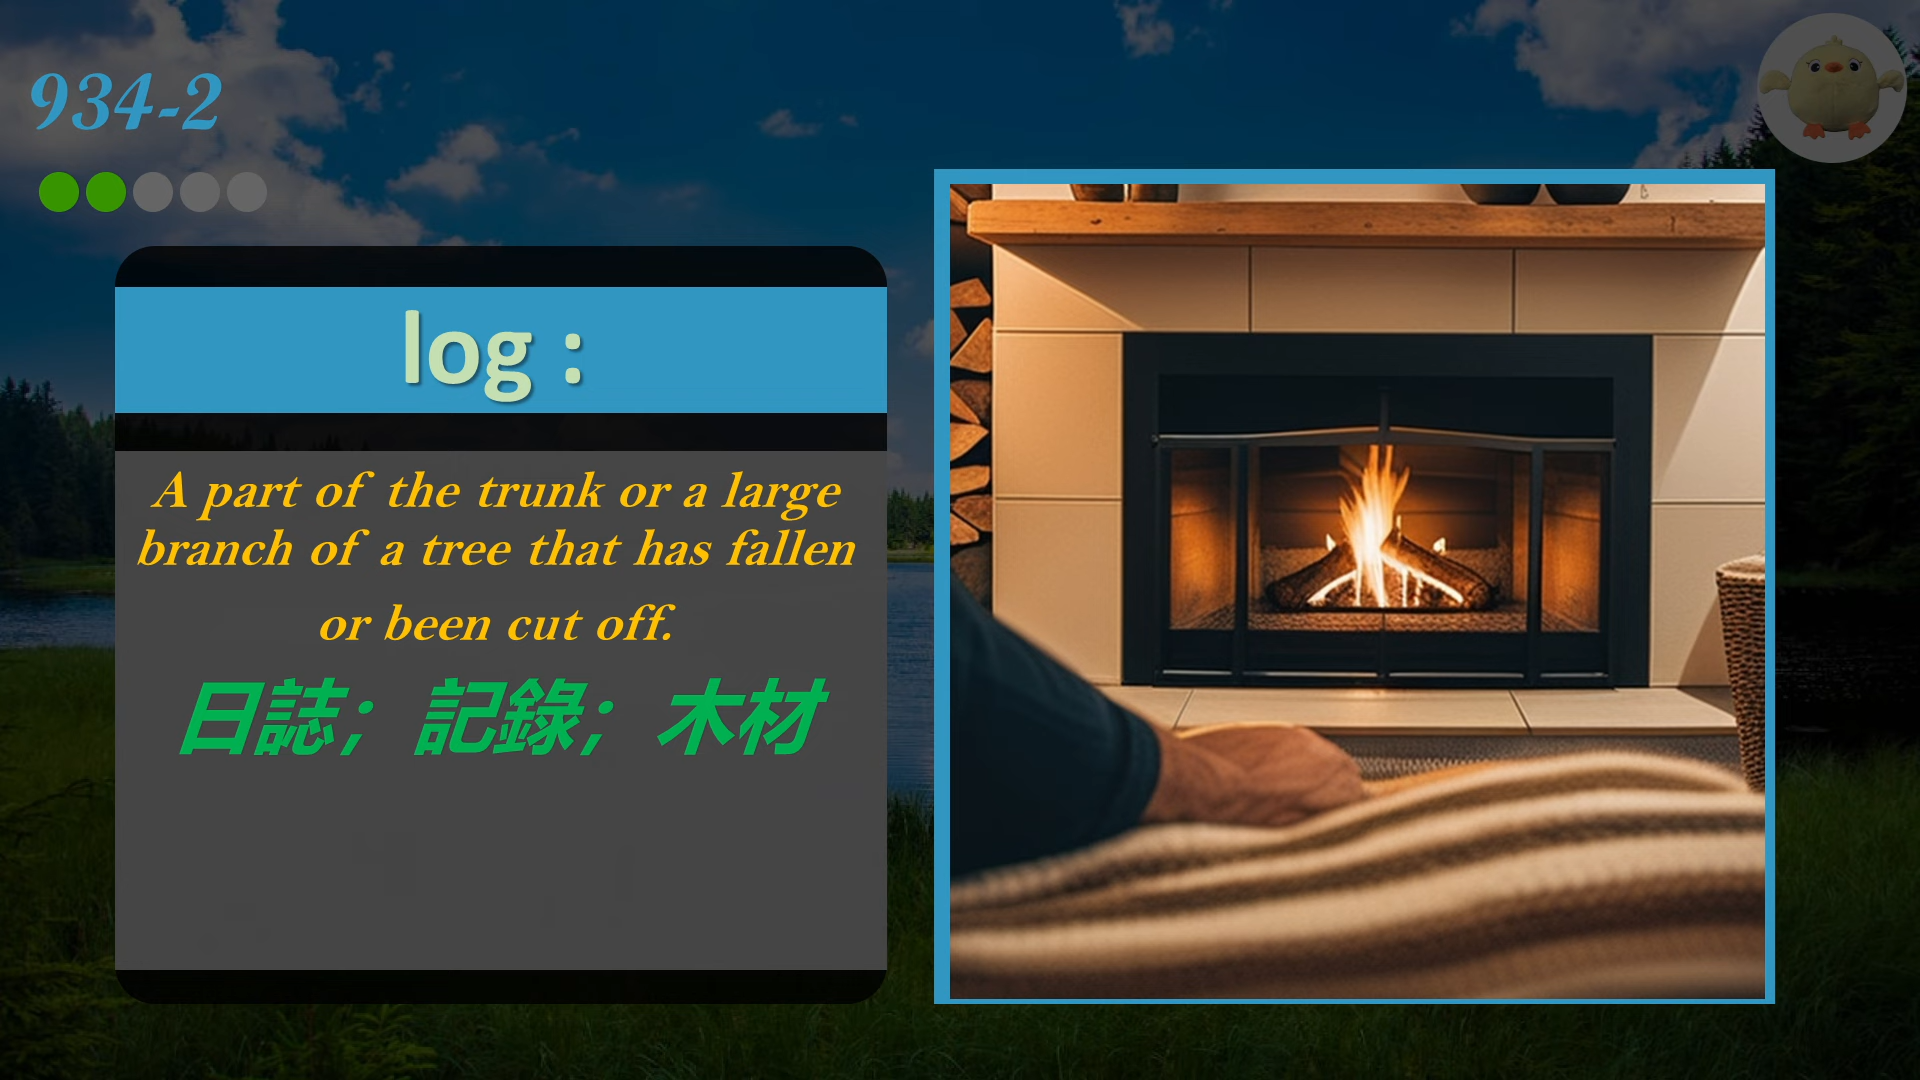 934-2
log :
A part of the trunk or a large
branch of a tree that has fallen
or been cut off.
日誌；記錄；木材